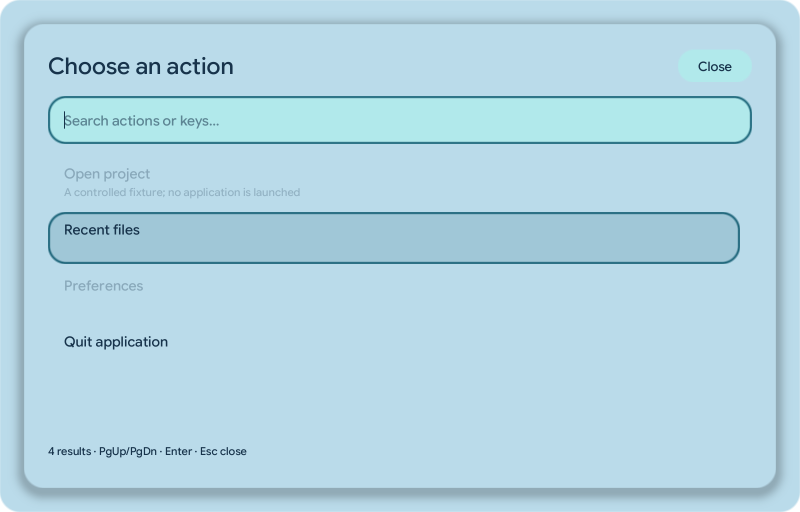 Choose an action
Close
Search actions or keys...
Open project
A controlled fixture; no application is launched
Recent files
Preferences
Quit application
4 results · PgUp/PgDn · Enter · Esc close